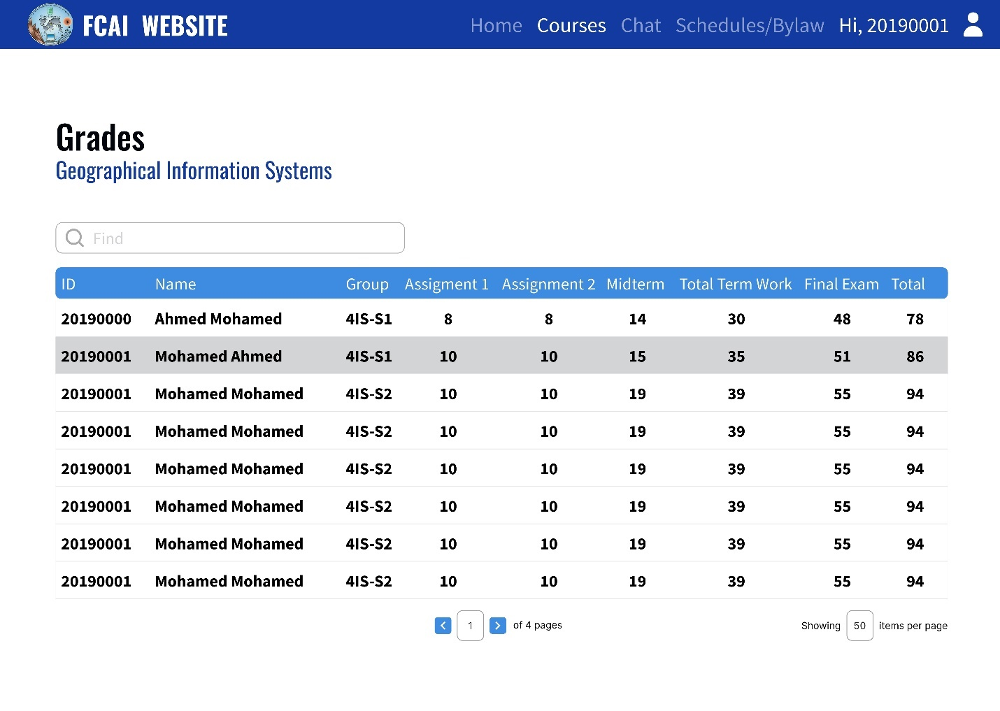 FCAI WEBSITE Home Courses Chat Schedules/Bylaw Hi, 20190001
Grades
Geographical Information Systems
Find
ID Name Group Assigment 1 Assignment 2 Midterm Total Term Work Final Exam Total
20190000 Ahmed Mohamed 4IS-S1 8 8 14 30 48 78
20190001 Mohamed Ahmed 4IS-S1 10 10 15 35 51 86
20190001 Mohamed Mohamed 4IS-S2 10 10 19 39 55 94
20190001 Mohamed Mohamed 4IS-S2 10 10 19 39 55 94
20190001 Mohamed Mohamed 4IS-S2 10 10 19 39 55 94
20190001 Mohamed Mohamed 4IS-S2 10 10 19 39 55 94
20190001 Mohamed Mohamed 4IS-S2 10 10 19 39 55 94
20190001 Mohamed Mohamed 4IS-S2 10 10 19 39 55 94
1 of 4 pages Showing 50 items per page